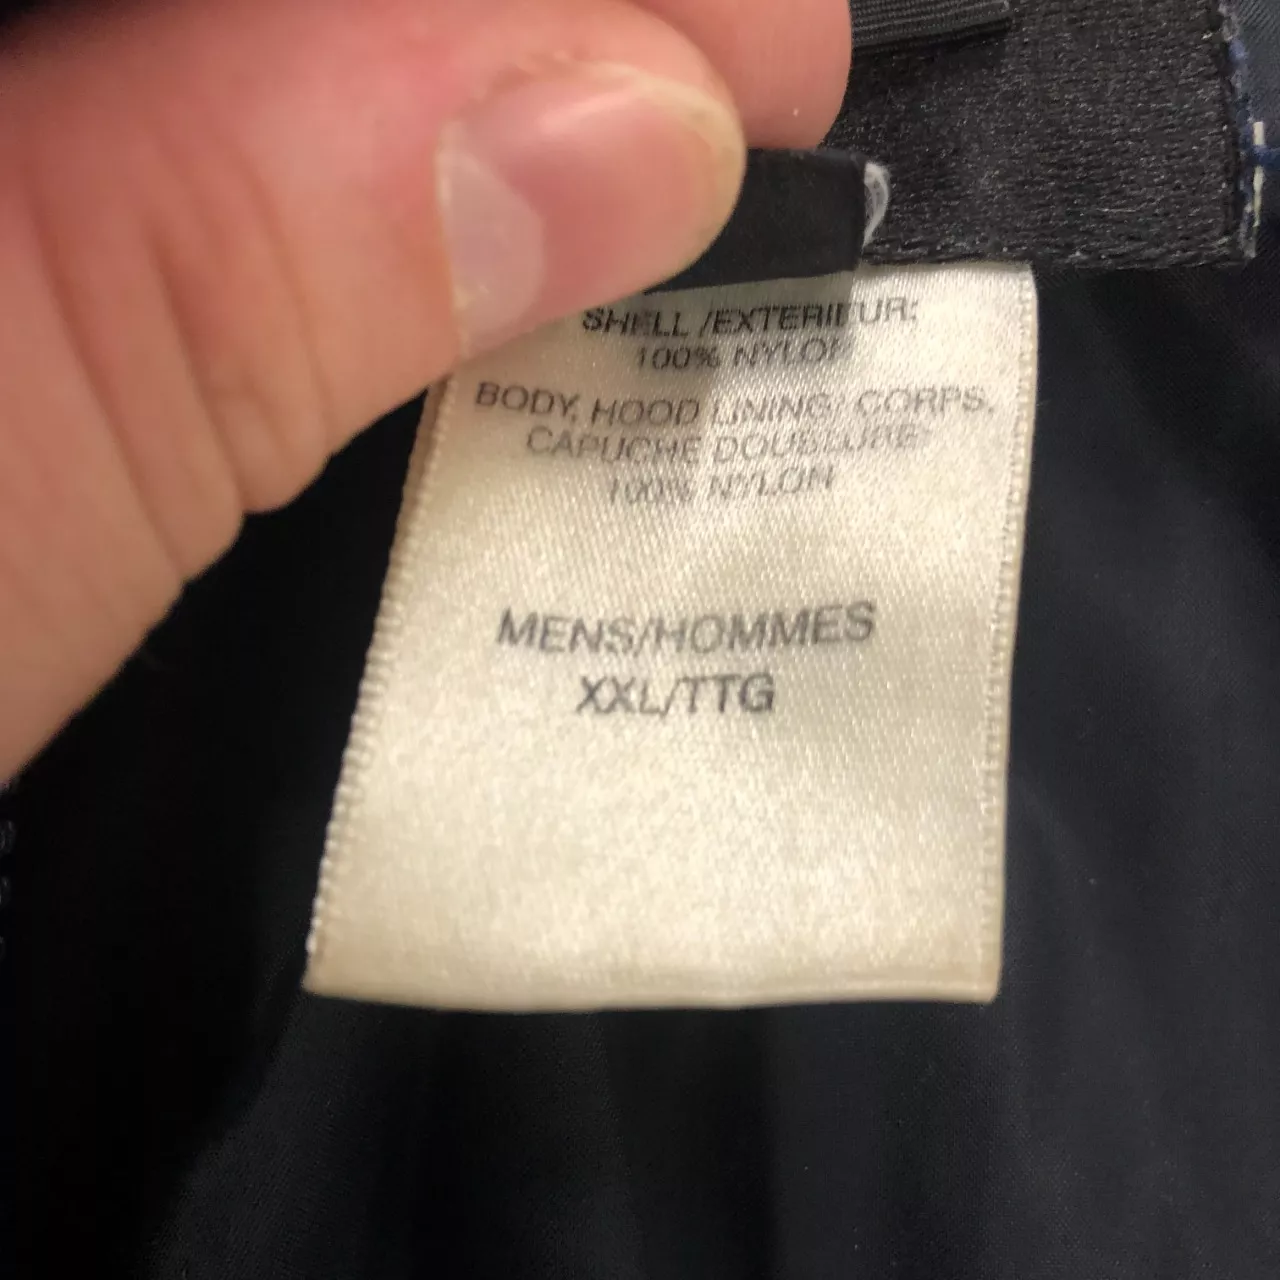 SHELL /EXTERIEUR:
100% NYLON
BODY, HOOD LINING/ CORPS,
CAPUCHE DOUBLURE:
100% NYLON
MENS/HOMMES
XXL/TTG